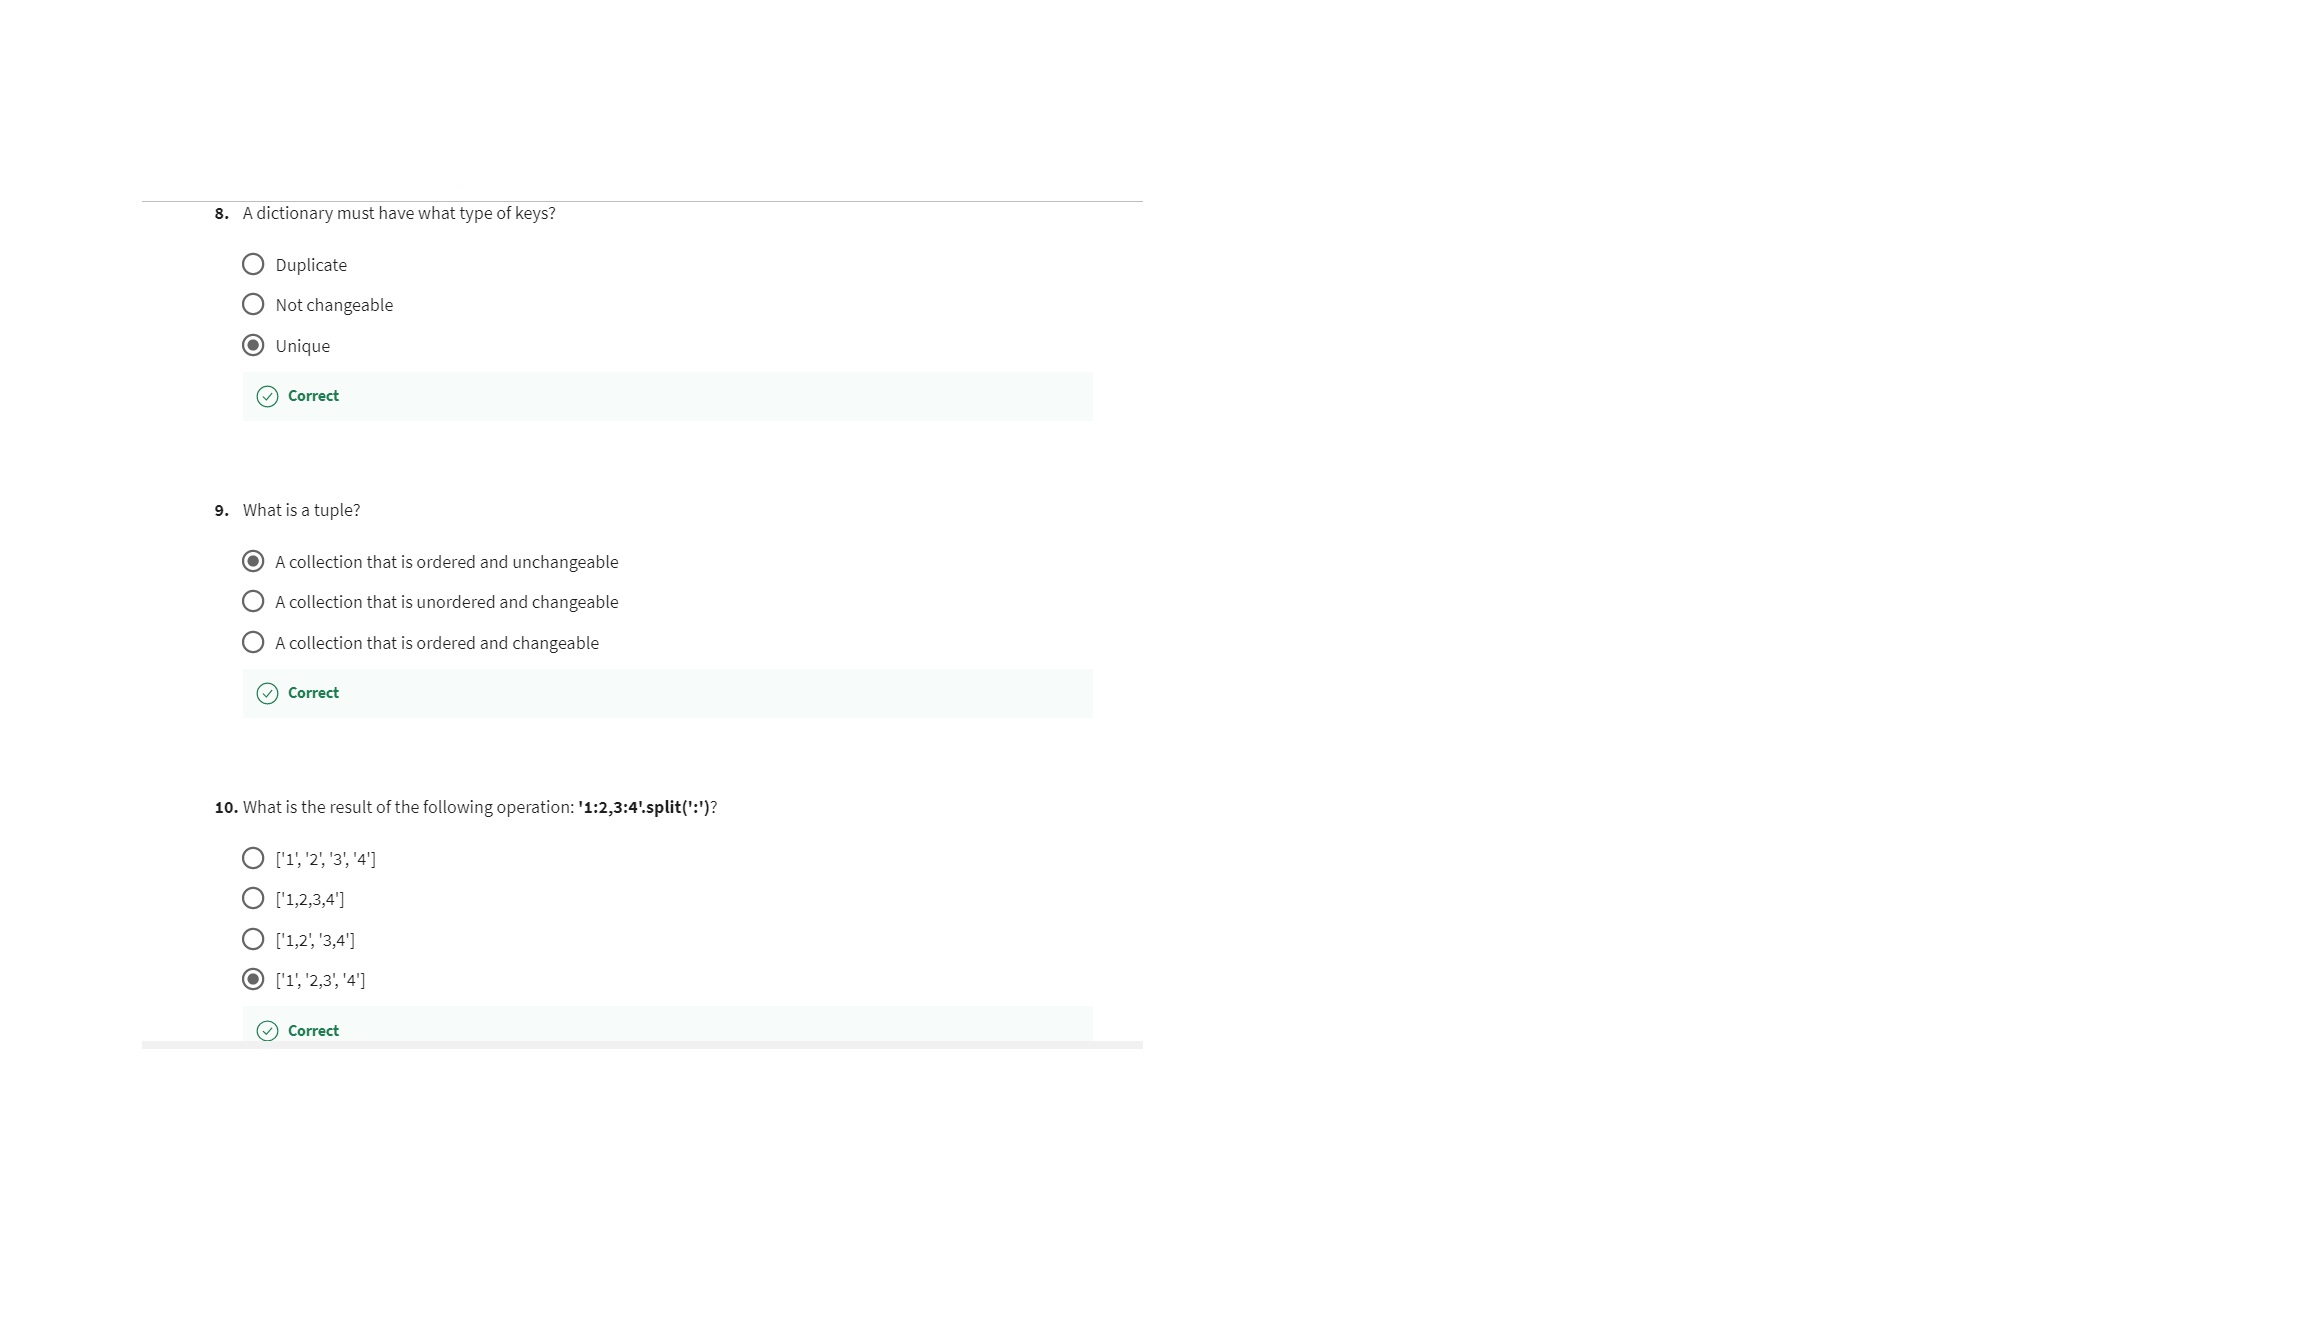 8. A dictionary must have what type of keys?
Duplicate
Not changeable
Unique
Correct
9. What is a tuple?
A collection that is ordered and unchangeable
A collection that is unordered and changeable
A collection that is ordered and changeable
Correct
10. What is the result of the following operation: '1:2,3:4'.split(':')?
['1', '2', '3', '4']
['1,2,3,4']
['1,2', '3,4']
['1', '2,3', '4']
Correct